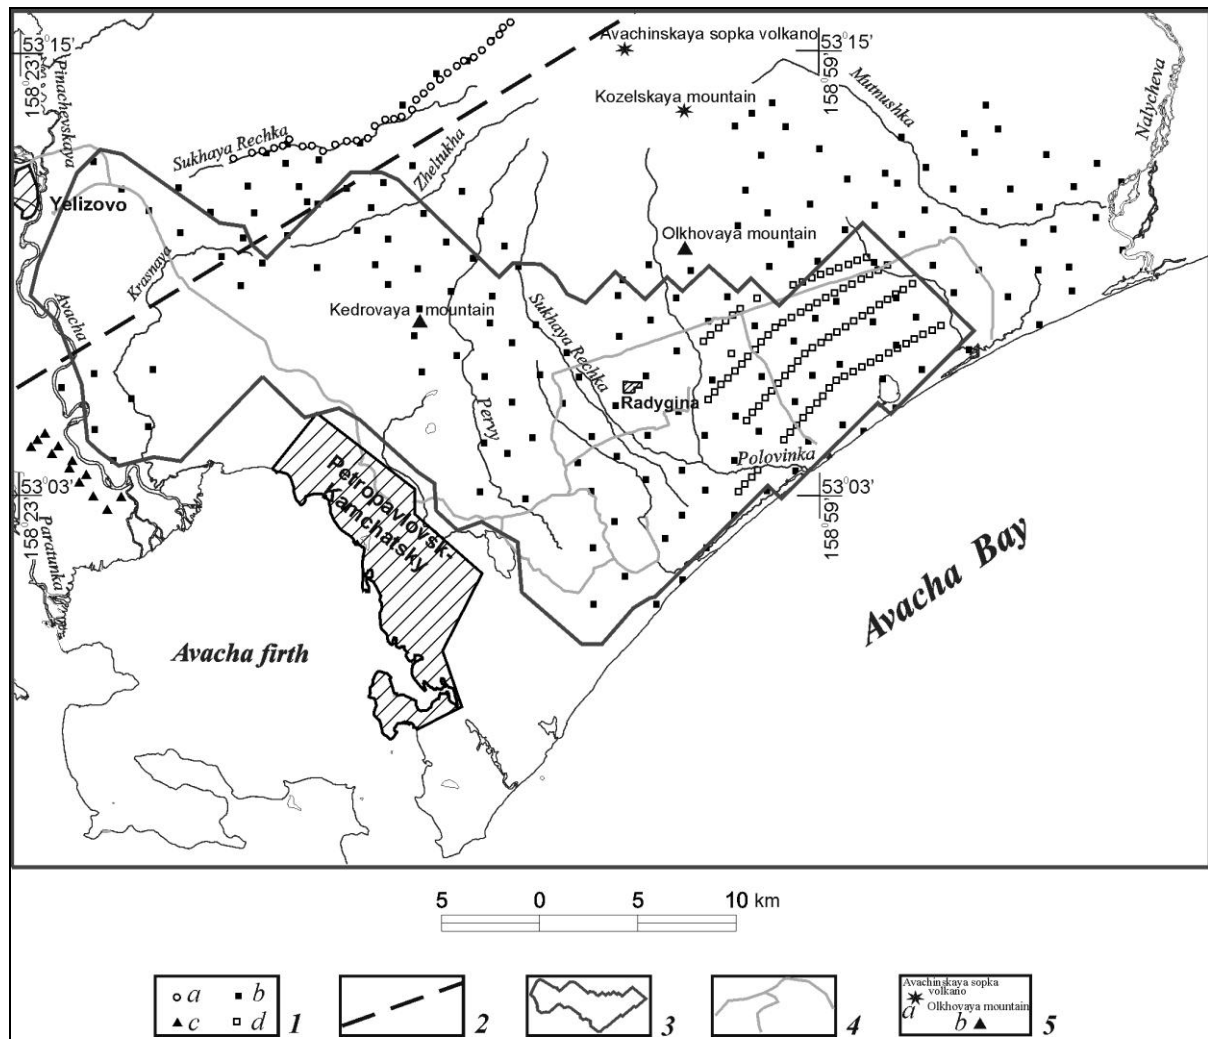 Avachinskaya sopka volkano
53°15'
158°23'
Pinachevskaya
53°15'
158°59'
Mutnushka
Nalycheva
Kozelskaya mountain
Sukhaya Rechka
Zheltukha
Yelizovo
Olkhovaya mountain
Krasnaya
Avacha
Kedrovaya mountain
Sukhaya Rechka
Radygina
Pervy
Polovinka
53°03'
158°23'
Paratunka
Petropavlovsk-
Kamchatsky
53°03'
158°59'
Avacha Bay
Avacha firth
5 0 5 10 km
a b
c d
1
2
3
4
Avachinskaya sopka
volkano
a Olkhovaya mountain
b
5